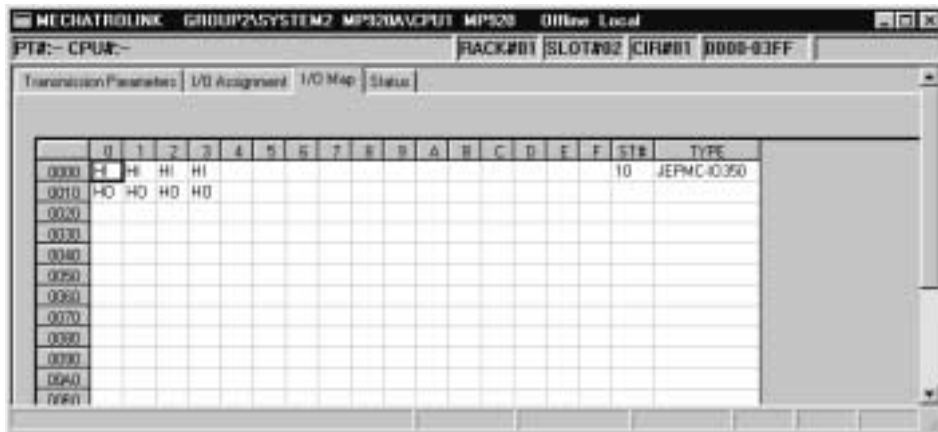 MECHATROLINK GROUP2\SYSTEM2 MP920A\CPU1 MP920 Offline Local
PT#:– CPU#:– RACK#01 SLOT#02 CIR#01 0000-03FF
Transmission Parameters I/O Assignment I/O Map Status
0 1 2 3 4 5 6 7 8 9 A B C D E F ST# TYPE
0000 HI HI HI HI 10 JEPMC-IO350
0010 HO HO HO HO
0020
0030
0040
0050
0060
0070
0080
0090
00A0
00B0